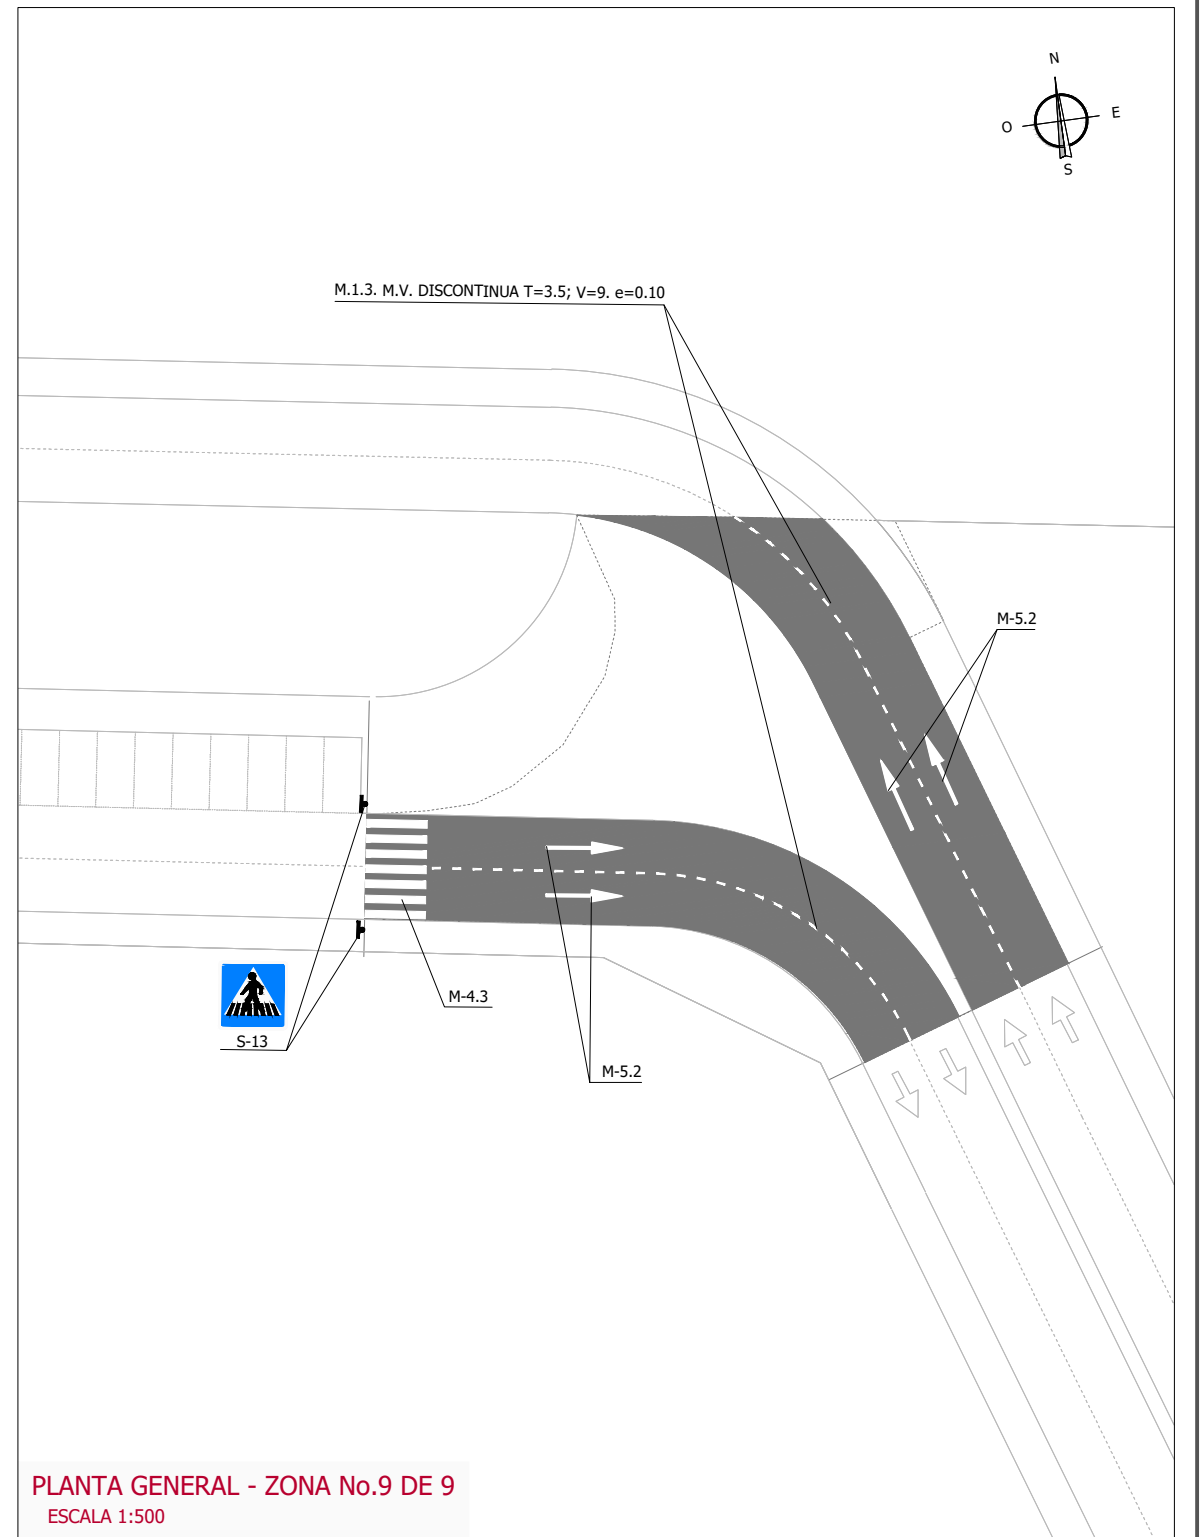 N
O
E
S
M.1.3. M.V. DISCONTINUA T=3.5; V=9. e=0.10
M-5.2
M-4.3
S-13
M-5.2
PLANTA GENERAL - ZONA No.9 DE 9
ESCALA 1:500